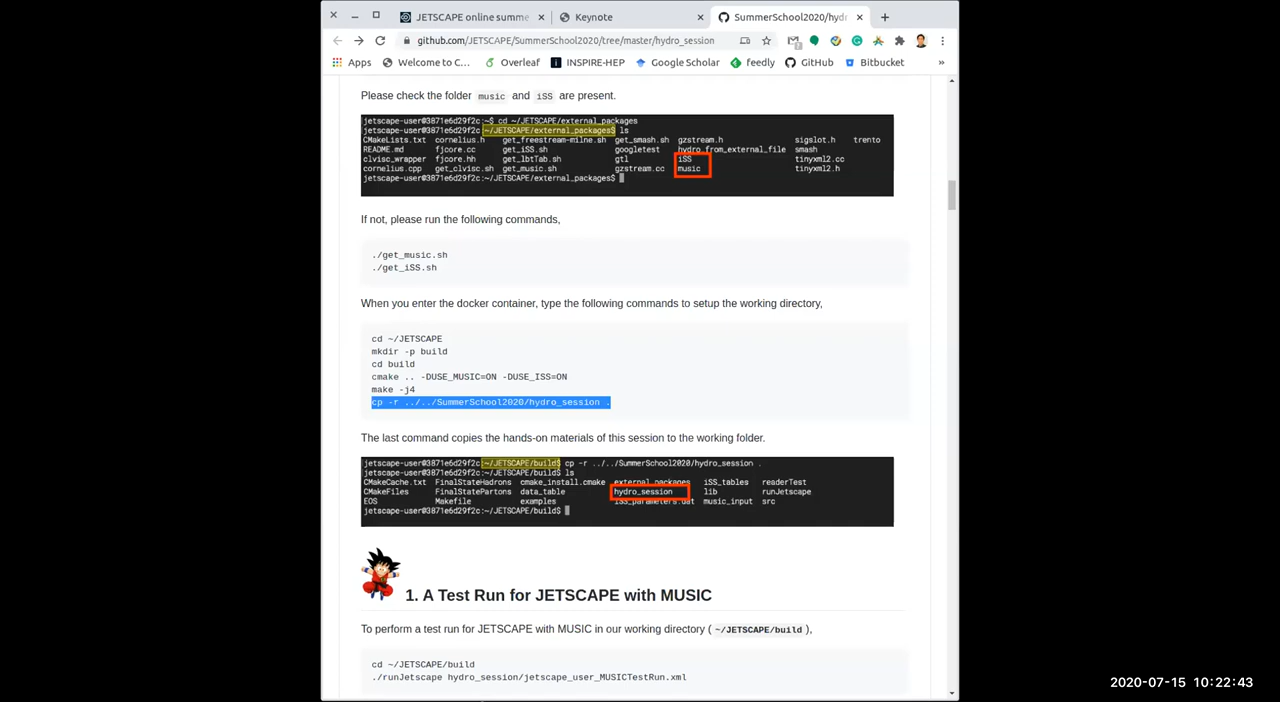 JETSCAPE online summe
Keynote
SummerSchool2020/hydr
github.com/JETSCAPE/SummerSchool2020/tree/master/hydro_session
Apps Welcome to C... Overleaf INSPIRE-HEP Google Scholar feedly GitHub Bitbucket »
Please check the folder music and iSS are present.
jetscape-user@3871e6d29f2c:~$ cd ~/JETSCAPE/external_packages
jetscape-user@3871e6d29f2c:~/JETSCAPE/external_packages$ ls
CMakeLists.txt cornelius.h get_freestream-milne.sh get_smash.sh gzstream.h sigslot.h trento
README.md fjcore.cc get_iSS.sh googletest hydro_from_external_file smash
clvisc_wrapper fjcore.hh get_lbtTab.sh gtl iSS tinyxml2.cc
cornelius.cpp get_clvisc.sh get_music.sh gzstream.cc music tinyxml2.h
jetscape-user@3871e6d29f2c:~/JETSCAPE/external_packages$
If not, please run the following commands,
./get_music.sh
./get_iSS.sh
When you enter the docker container, type the following commands to setup the working directory,
cd ~/JETSCAPE
mkdir -p build
cd build
cmake .. -DUSE_MUSIC=ON -DUSE_ISS=ON
make -j4
cp -r ../../SummerSchool2020/hydro_session .
The last command copies the hands-on materials of this session to the working folder.
jetscape-user@3871e6d29f2c:~/JETSCAPE/build$ cp -r ../../SummerSchool2020/hydro_session .
jetscape-user@3871e6d29f2c:~/JETSCAPE/build$ ls
CMakeCache.txt FinalStateHadrons cmake_install.cmake external_packages iSS_tables readerTest
CMakeFiles FinalStatePartons data_table hydro_session lib runJetscape
EOS Makefile examples iSS_parameters.dat music_input src
jetscape-user@3871e6d29f2c:~/JETSCAPE/build$
1. A Test Run for JETSCAPE with MUSIC
To perform a test run for JETSCAPE with MUSIC in our working directory ( ~/JETSCAPE/build ),
cd ~/JETSCAPE/build
./runJetscape hydro_session/jetscape_user_MUSICTestRun.xml
2020-07-15 10:22:43